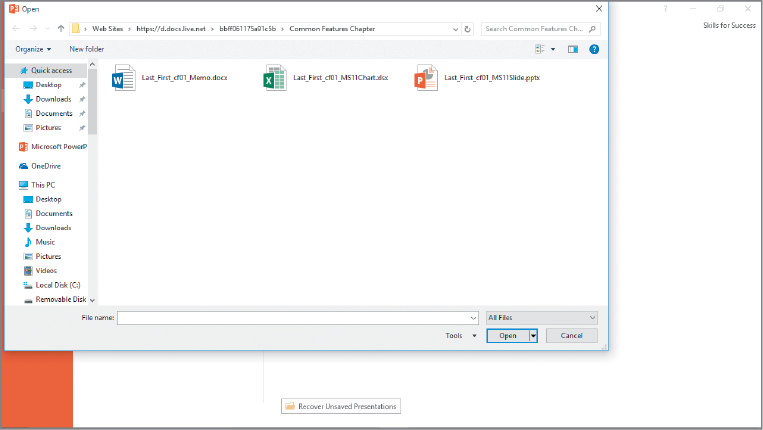 Open
Web Sites › https://d.docs.live.net › bbff061175a91c5b › Common Features Chapter
Search Common Features Ch...
Skills for Success
Organize
New folder
Quick access
Desktop
Downloads
Documents
Pictures
Microsoft PowerP
OneDrive
This PC
Desktop
Documents
Downloads
Music
Pictures
Videos
Local Disk (C:)
Removable Disk
Last_First_cf01_Memo.docx
Last_First_cf01_MS11Chart.xlsx
Last_First_cf01_MS11Slide.pptx
File name:
All Files
Tools
Open
Cancel
Recover Unsaved Presentations